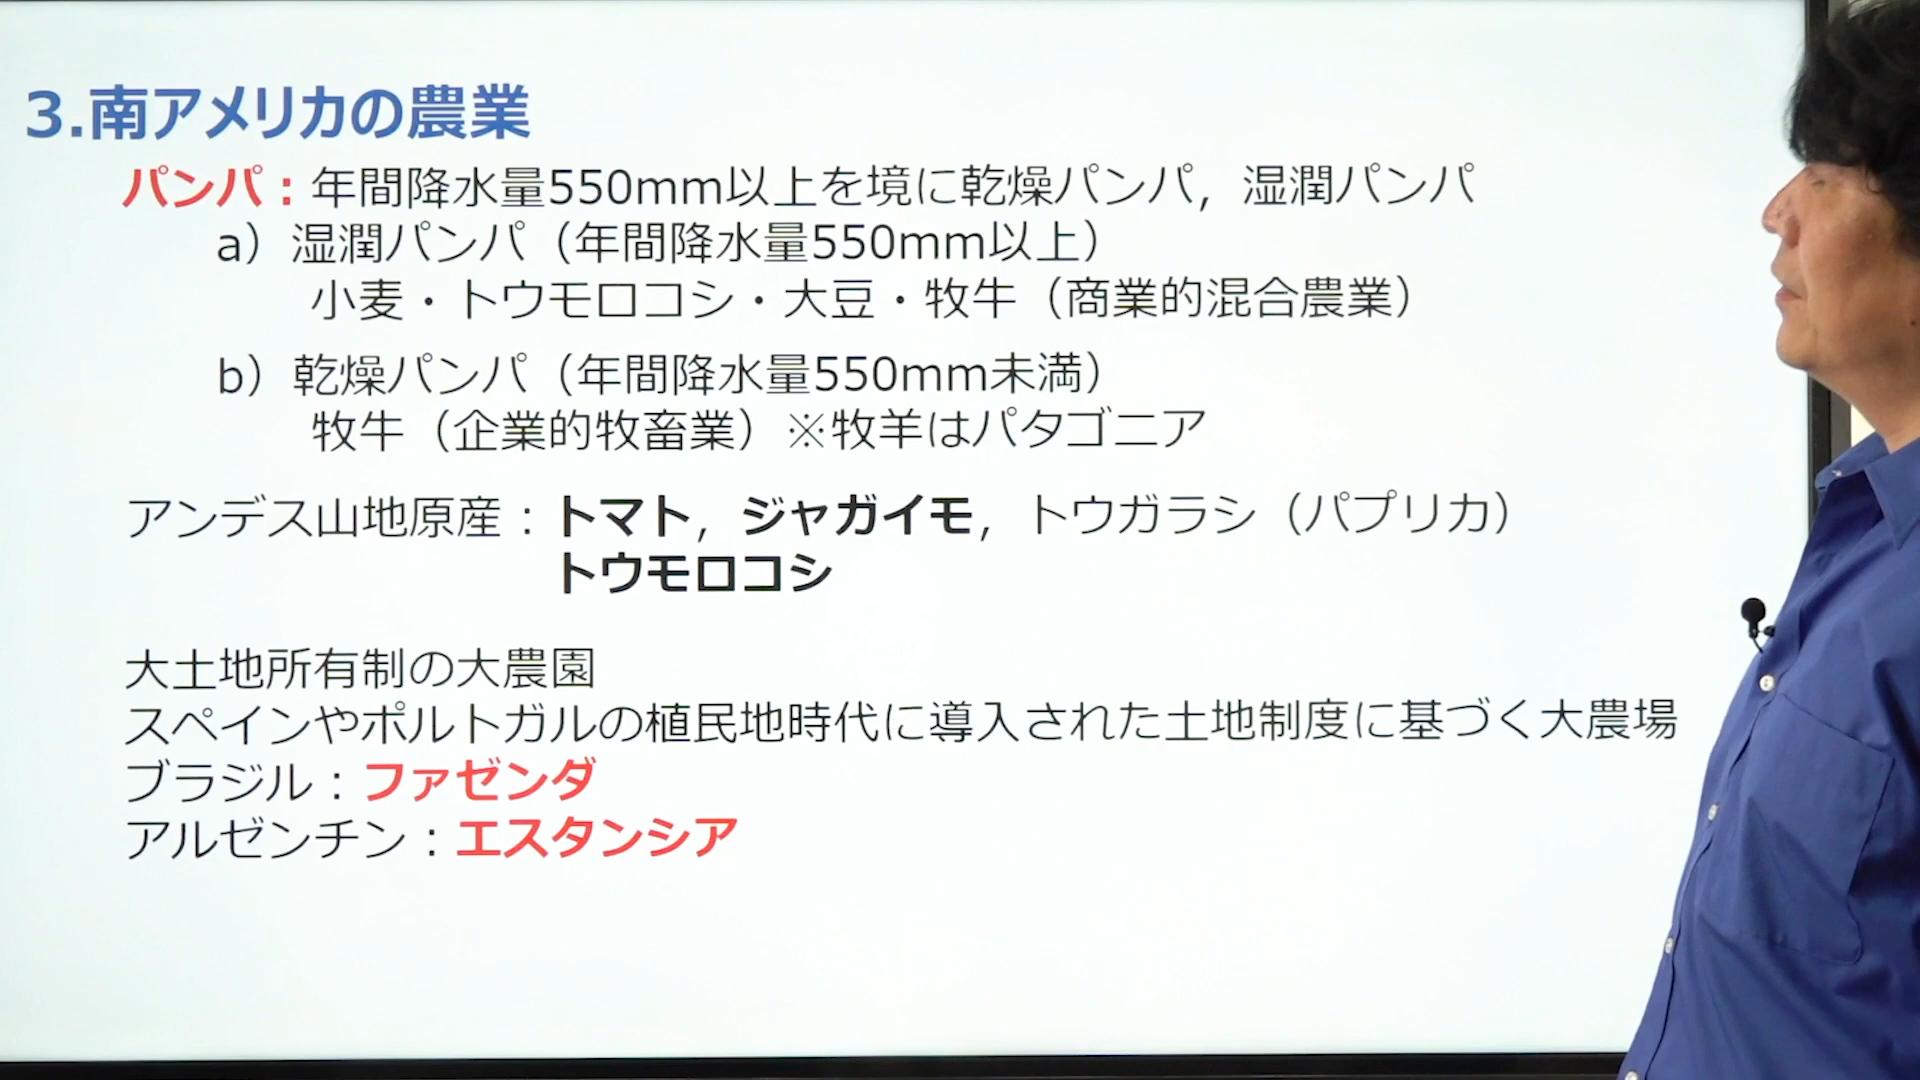 3.南アメリカの農業
パンパ：年間降水量550mm以上を境に乾燥パンパ，湿潤パンパ
a）湿潤パンパ（年間降水量550mm以上）
小麦・トウモロコシ・大豆・牧牛（商業的混合農業）
b）乾燥パンパ（年間降水量550mm未満）
牧牛（企業的牧畜業）※牧羊はパタゴニア
アンデス山地原産：トマト，ジャガイモ，トウガラシ（パプリカ）
トウモロコシ
大土地所有制の大農園
スペインやポルトガルの植民地時代に導入された土地制度に基づく大農場
ブラジル：ファゼンダ
アルゼンチン：エスタンシア